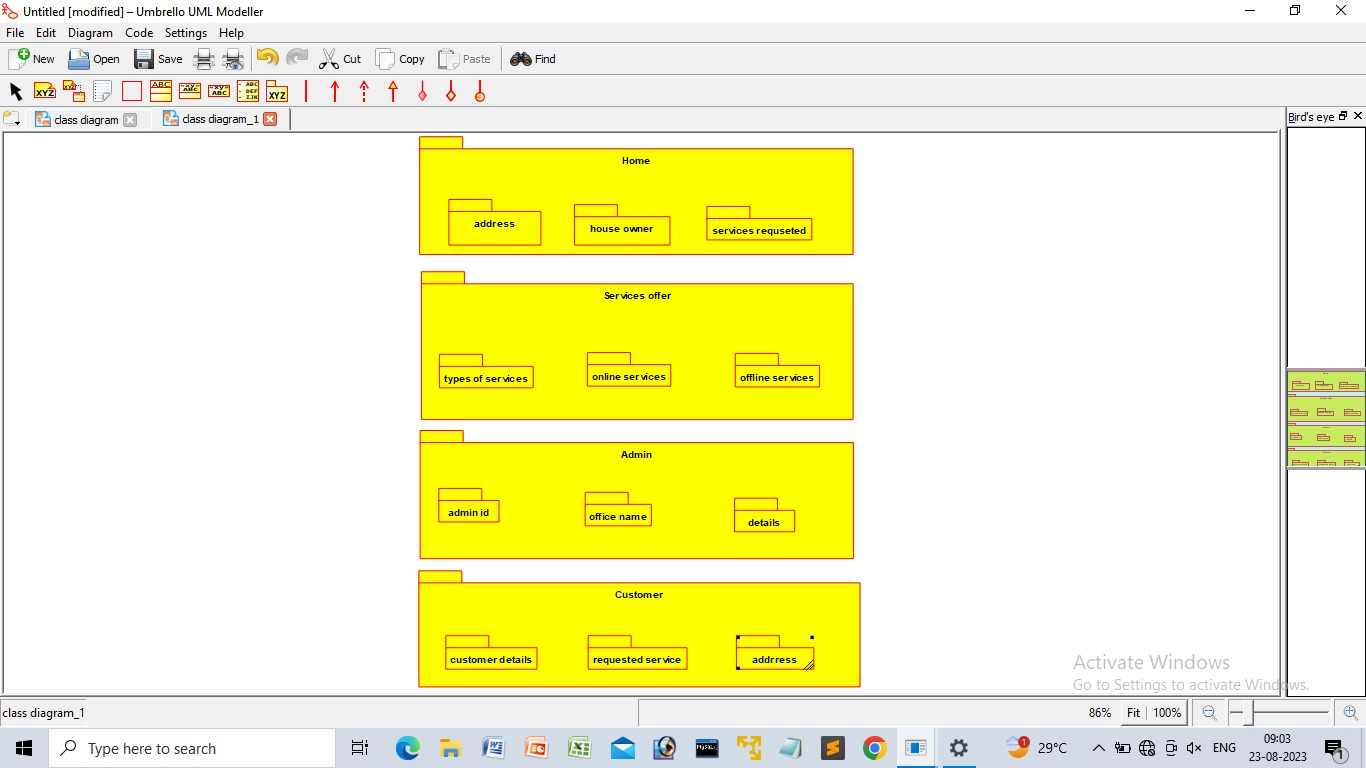 Untitled [modified] – Umbrello UML Modeller
File Edit Diagram Code Settings Help
New Open Save Cut Copy Paste Find
class diagram class diagram_1 Bird's eye
Home
address house owner services requseted
Services offer
types of services online services offline services
Admin
admin id office name details
Customer
customer details requested service addrress
Activate Windows
Go to Settings to activate Windows.
class diagram_1 86% Fit 100%
Type here to search 29°C ENG 09:03
23-08-2023 1